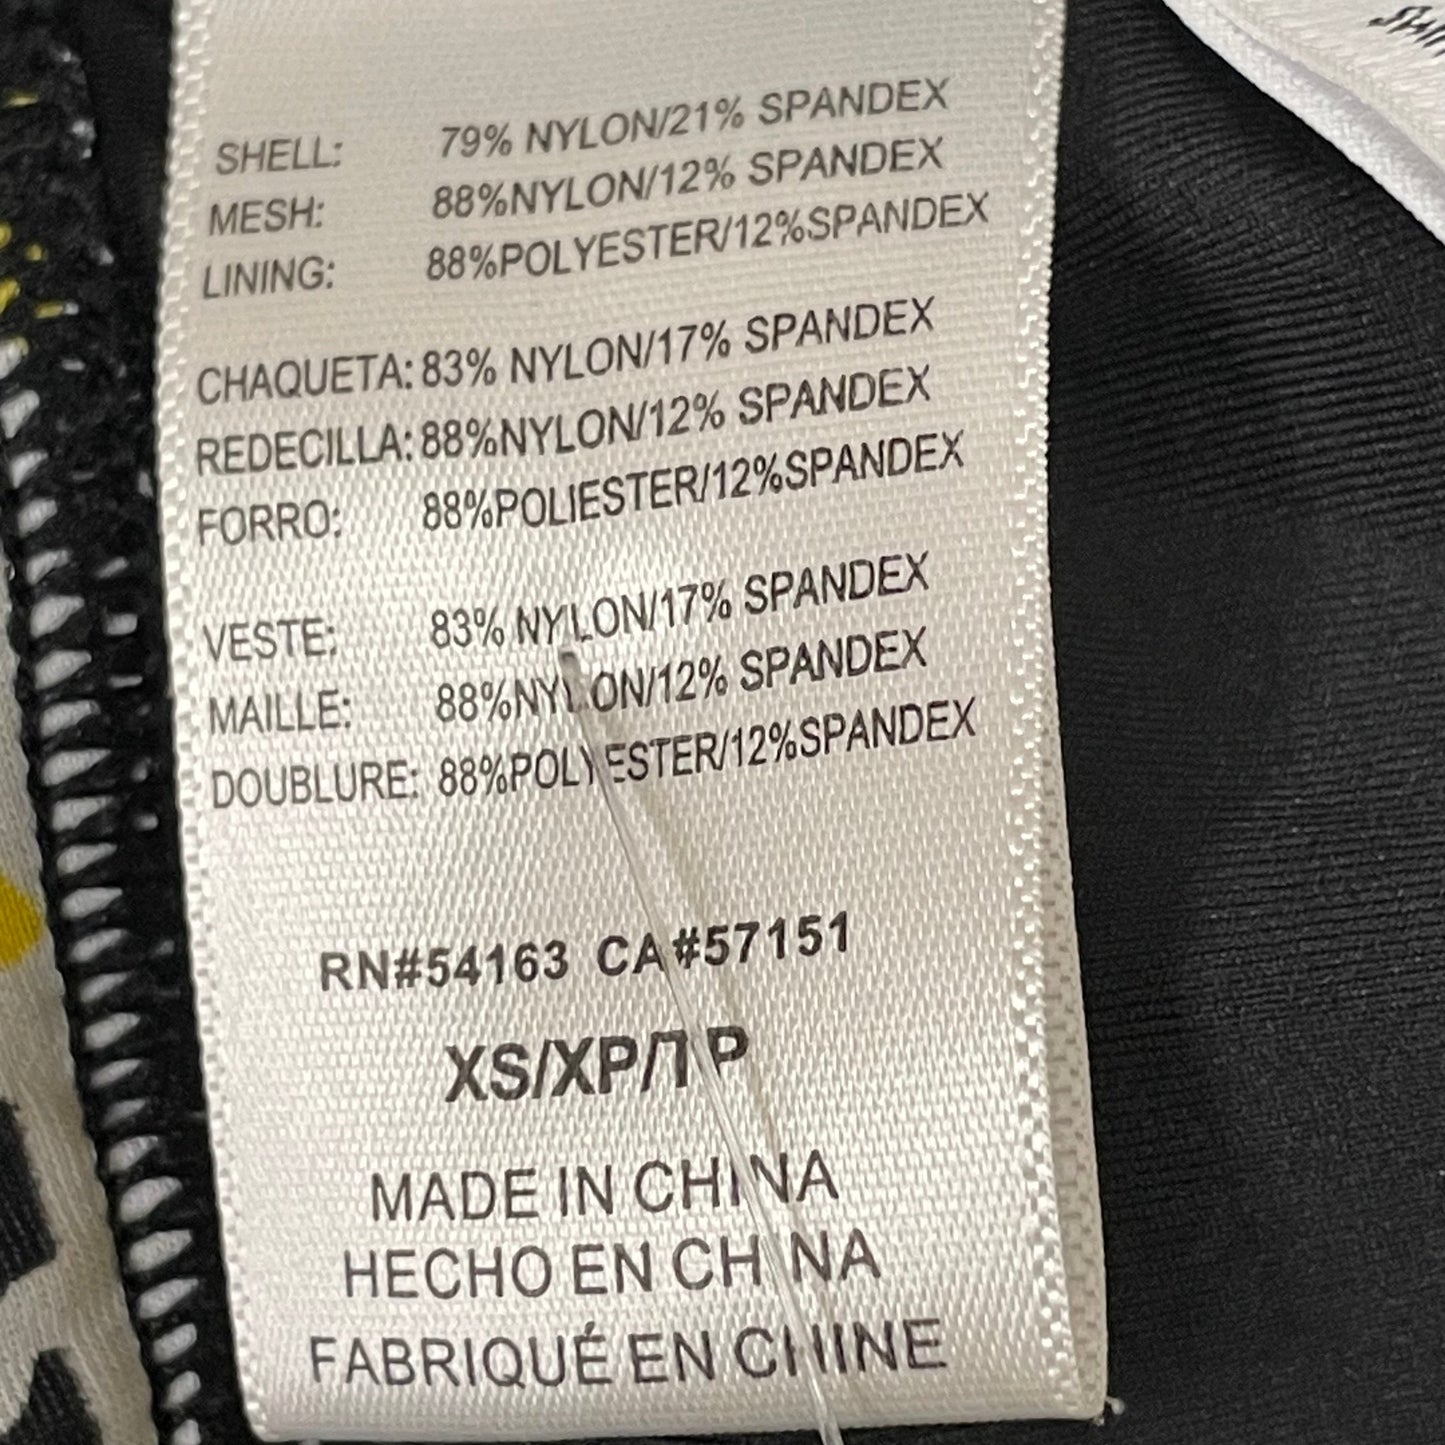 SHELL: 79% NYLON/21% SPANDEX
MESH: 88%NYLON/12% SPANDEX
LINING: 88%POLYESTER/12%SPANDEX
CHAQUETA: 83% NYLON/17% SPANDEX
REDECILLA: 88%NYLON/12% SPANDEX
FORRO: 88%POLIESTER/12%SPANDEX
VESTE: 83% NYLON/17% SPANDEX
MAILLE: 88%NYLON/12% SPANDEX
DOUBLURE: 88%POLYESTER/12%SPANDEX
RN#54163 CA#57151
XS/XP/TP
MADE IN CHINA
HECHO EN CHINA
FABRIQUÉ EN CHINE